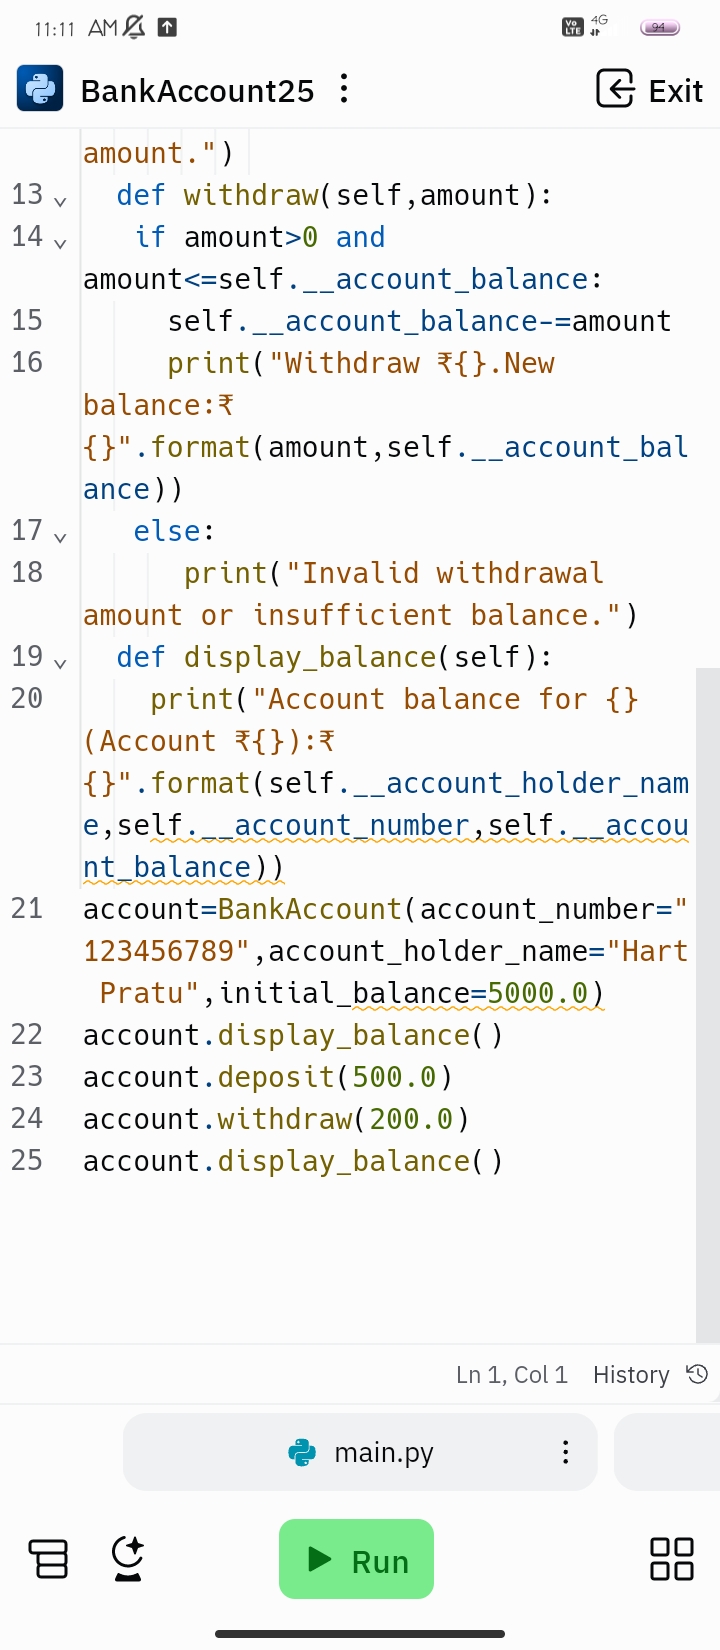 11:11 AM
Vo LTE 4G 94
BankAccount25
Exit
amount.")
13 def withdraw(self,amount):
14 if amount>0 and
amount<=self.__account_balance:
15 self.__account_balance-=amount
16 print("Withdraw ₹{}.New
balance:₹
{}".format(amount,self.__account_bal
ance))
17 else:
18 print("Invalid withdrawal
amount or insufficient balance.")
19 def display_balance(self):
20 print("Account balance for {}
(Account ₹{}):₹
{}".format(self.__account_holder_nam
e,self.__account_number,self.__accou
nt_balance))
21 account=BankAccount(account_number="
123456789",account_holder_name="Hart
Pratu",initial_balance=5000.0)
22 account.display_balance()
23 account.deposit(500.0)
24 account.withdraw(200.0)
25 account.display_balance()
Ln 1, Col 1 History
main.py
Run